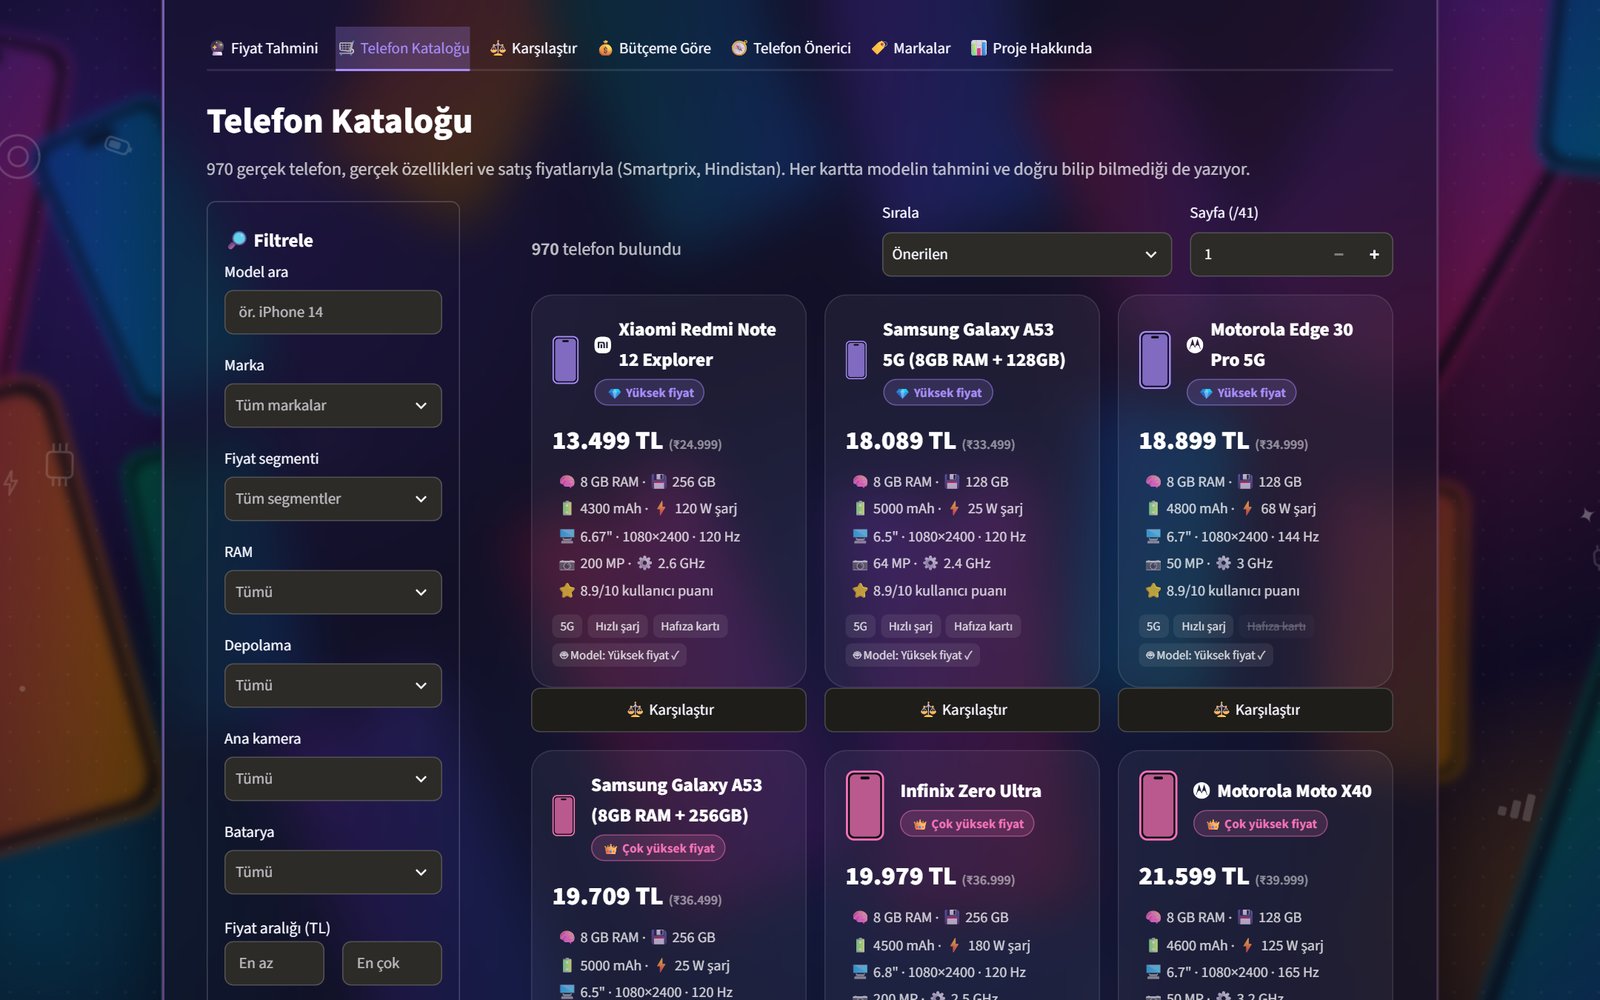 Fiyat Tahmini
Telefon Kataloğu
Karşılaştır
Bütçeme Göre
Telefon Önerici
Markalar
Proje Hakkında
Telefon Kataloğu
970 gerçek telefon, gerçek özellikleri ve satış fiyatlarıyla (Smartprix, Hindistan). Her kartta modelin tahmini ve doğru bilip bilmediği de yazıyor.
Filtrele
Model ara
ör. iPhone 14
Marka
Tüm markalar
Fiyat segmenti
Tüm segmentler
RAM
Tümü
Depolama
Tümü
Ana kamera
Tümü
Batarya
Tümü
Fiyat aralığı (TL)
En az
En çok
970 telefon bulundu
Sırala
Önerilen
Sayfa (/41)
1
Xiaomi Redmi Note
12 Explorer
Yüksek fiyat
13.499 TL (₹24.999)
8 GB RAM · 256 GB
4300 mAh · 120 W şarj
6.67" · 1080×2400 · 120 Hz
200 MP · 2.6 GHz
8.9/10 kullanıcı puanı
5G Hızlı şarj Hafıza kartı
Model: Yüksek fiyat ✓
Karşılaştır
Samsung Galaxy A53
5G (8GB RAM + 128GB)
Yüksek fiyat
18.089 TL (₹33.499)
8 GB RAM · 128 GB
5000 mAh · 25 W şarj
6.5" · 1080×2400 · 120 Hz
64 MP · 2.4 GHz
8.9/10 kullanıcı puanı
5G Hızlı şarj Hafıza kartı
Model: Yüksek fiyat ✓
Karşılaştır
Motorola Edge 30
Pro 5G
Yüksek fiyat
18.899 TL (₹34.999)
8 GB RAM · 128 GB
4800 mAh · 68 W şarj
6.7" · 1080×2400 · 144 Hz
50 MP · 3 GHz
8.9/10 kullanıcı puanı
5G Hızlı şarj Hafıza kartı
Model: Yüksek fiyat ✓
Karşılaştır
Samsung Galaxy A53
(8GB RAM + 256GB)
Çok yüksek fiyat
19.709 TL (₹36.499)
8 GB RAM · 256 GB
5000 mAh · 25 W şarj
6.5" · 1080×2400 · 120 Hz
Infinix Zero Ultra
Çok yüksek fiyat
19.979 TL (₹36.999)
8 GB RAM · 256 GB
4500 mAh · 180 W şarj
6.8" · 1080×2400 · 120 Hz
200 MP · 2.5 GHz
Motorola Moto X40
Çok yüksek fiyat
21.599 TL (₹39.999)
8 GB RAM · 128 GB
4600 mAh · 125 W şarj
6.7" · 1080×2400 · 165 Hz
50 MP · 3.2 GHz